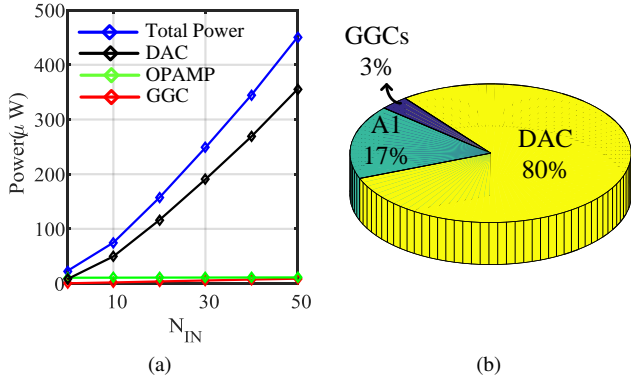 500
400
300
200
100
0
Power(μ W)
Total Power
DAC
OPAMP
GGC
10 30 50
N_IN
(a)
GGCs
3%
A1
17%
DAC
80%
(b)